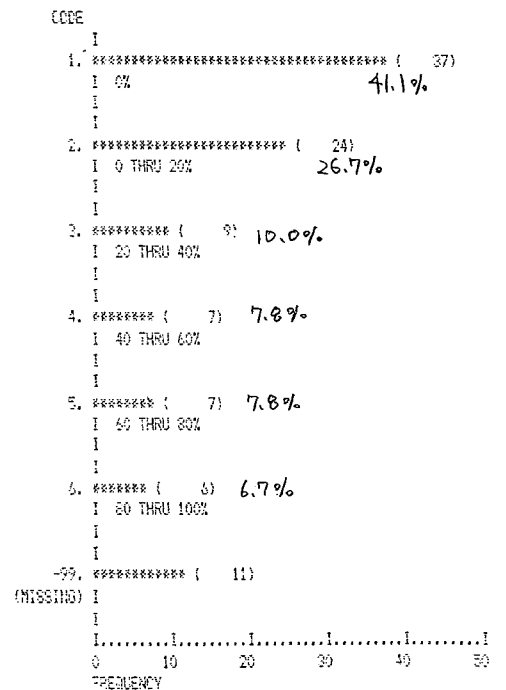 CODE
I
1. ************************************** ( 37)
I 0% 41.1%
I
I
2. ************************* ( 24)
I 0 THRU 20% 26.7%
I
I
3. ********** ( 9) 10.0%
I 20 THRU 40%
I
I
4. ******** ( 7) 7.8%
I 40 THRU 60%
I
I
5. ******** ( 7) 7.8%
I 60 THRU 80%
I
I
6. ******* ( 6) 6.7%
I 80 THRU 100%
I
I
-99. ************ ( 11)
(MISSING) I
I
I.........I.........I.........I.........I.........I
0 10 20 30 40 50
FREQUENCY